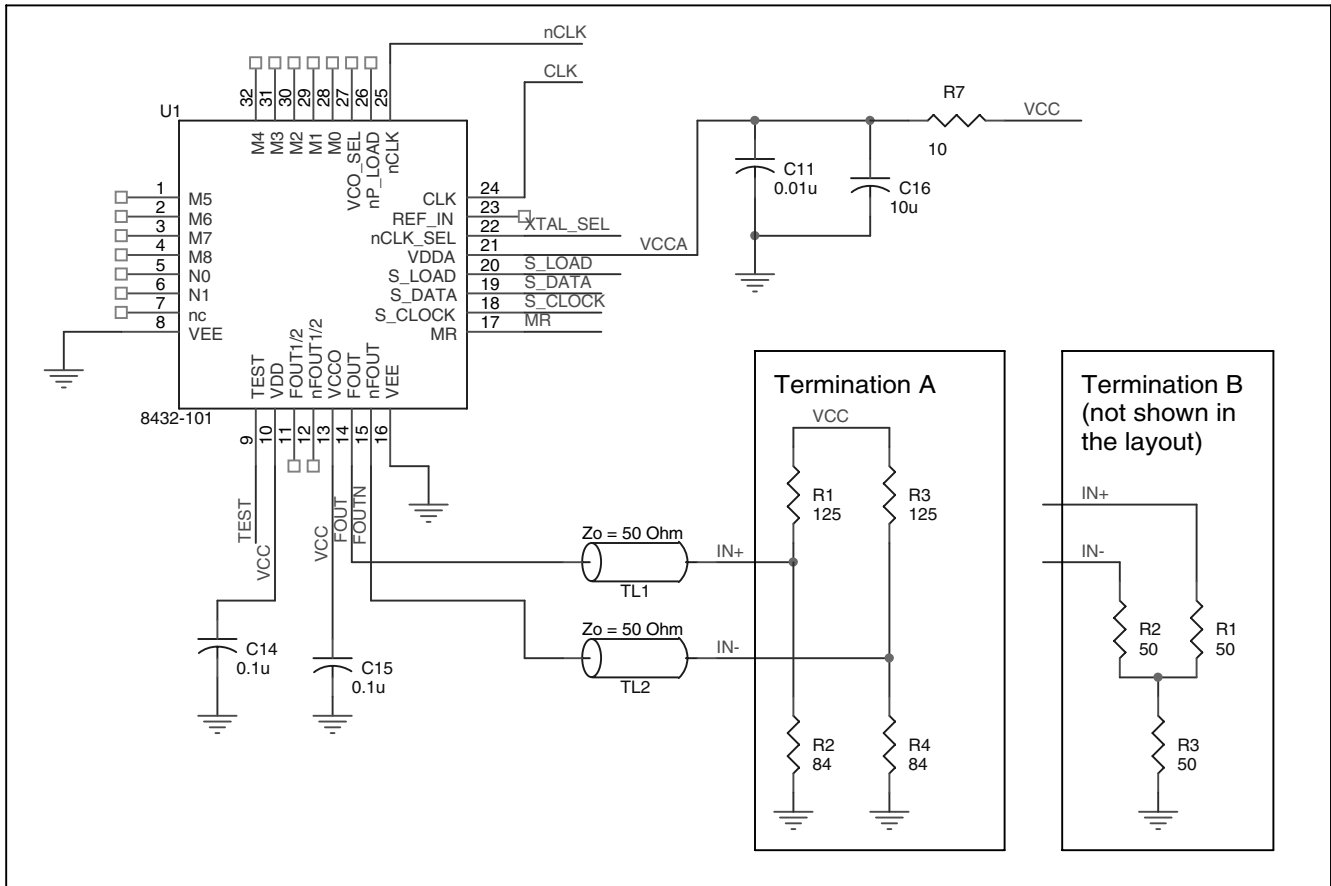 nCLK
CLK
U1
32
31
30
29
28
27
26
25
M4
M3
M2
M1
M0
VCO_SEL
nP_LOAD
nCLK
1
2
3
4
5
6
7
8
M5
M6
M7
M8
N0
N1
nc
VEE
CLK
REF_IN
nCLK_SEL
VDDA
S_LOAD
S_DATA
S_CLOCK
MR
24
23
22
21
20
19
18
17
XTAL_SEL
VCCA
S_LOAD
S_DATA
S_CLOCK
MR
TEST
VDD
FOUT1/2
nFOUT1/2
VCCO
FOUT
nFOUT
VEE
8432-101
9
10
11
12
13
14
15
16
TEST
VCC
VCC
FOUT
FOUTN
C14
0.1u
C15
0.1u
R7
10
VCC
C11
0.01u
C16
10u
Zo = 50 Ohm
TL1
IN+
Zo = 50 Ohm
TL2
IN-
Termination A
VCC
R1
125
R3
125
R2
84
R4
84
Termination B
(not shown in
the layout)
IN+
IN-
R2
50
R1
50
R3
50